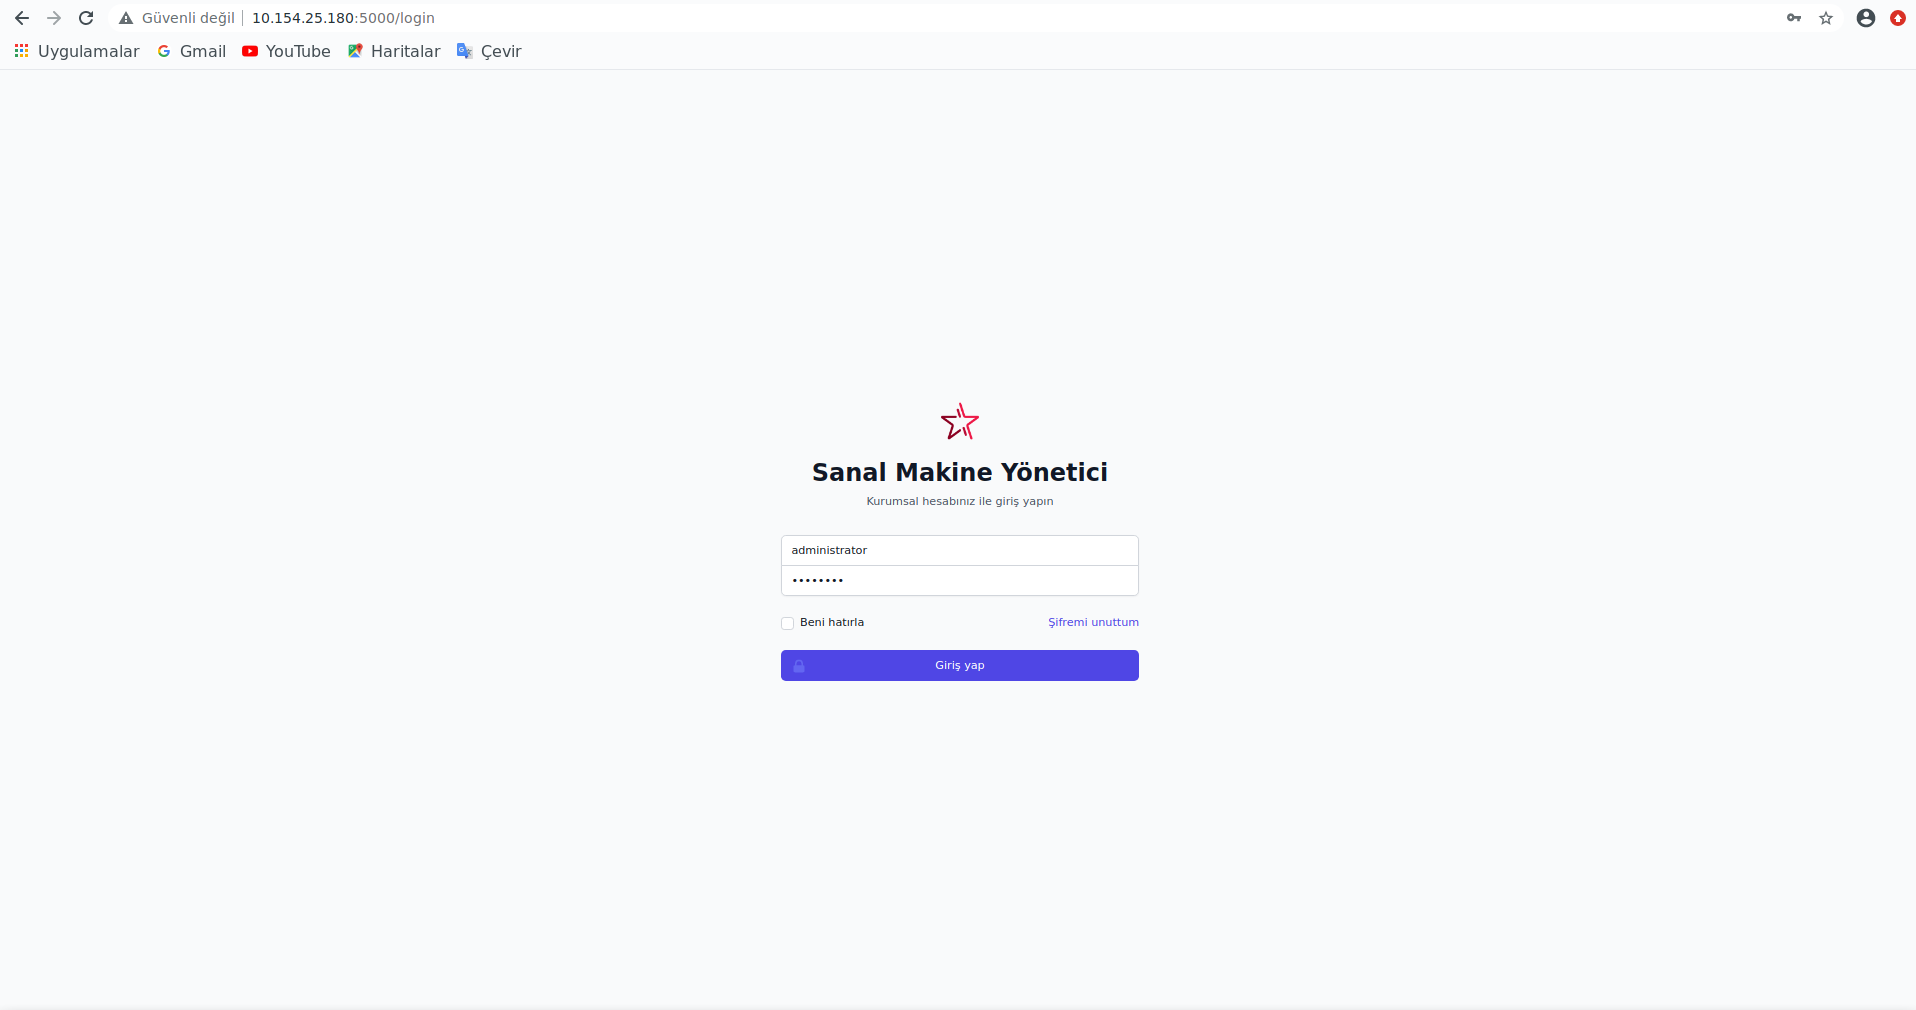 Güvenli değil 10.154.25.180:5000/login
Uygulamalar Gmail YouTube Haritalar Çevir
Sanal Makine Yönetici
Kurumsal hesabınız ile giriş yapın
administrator
••••••••
Beni hatırla Şifremi unuttum
Giriş yap